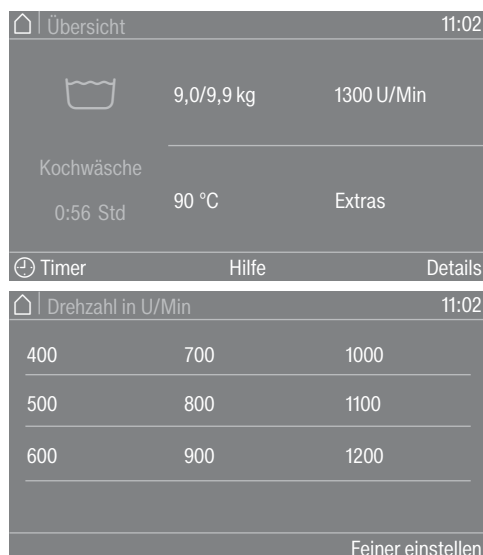 Übersicht 11:02
9,0/9,9 kg 1300 U/Min
Kochwäsche
0:56 Std
90 °C Extras
Timer Hilfe Details
Drehzahl in U/Min 11:02
400 700 1000
500 800 1100
600 900 1200
Feiner einstellen